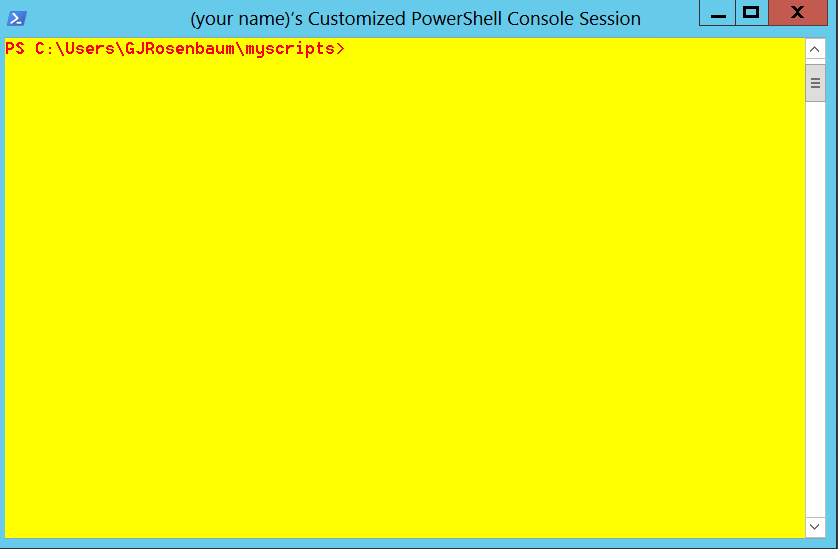 (your name)'s Customized PowerShell Console Session
PS C:\Users\GJRosenbaum\myscripts>